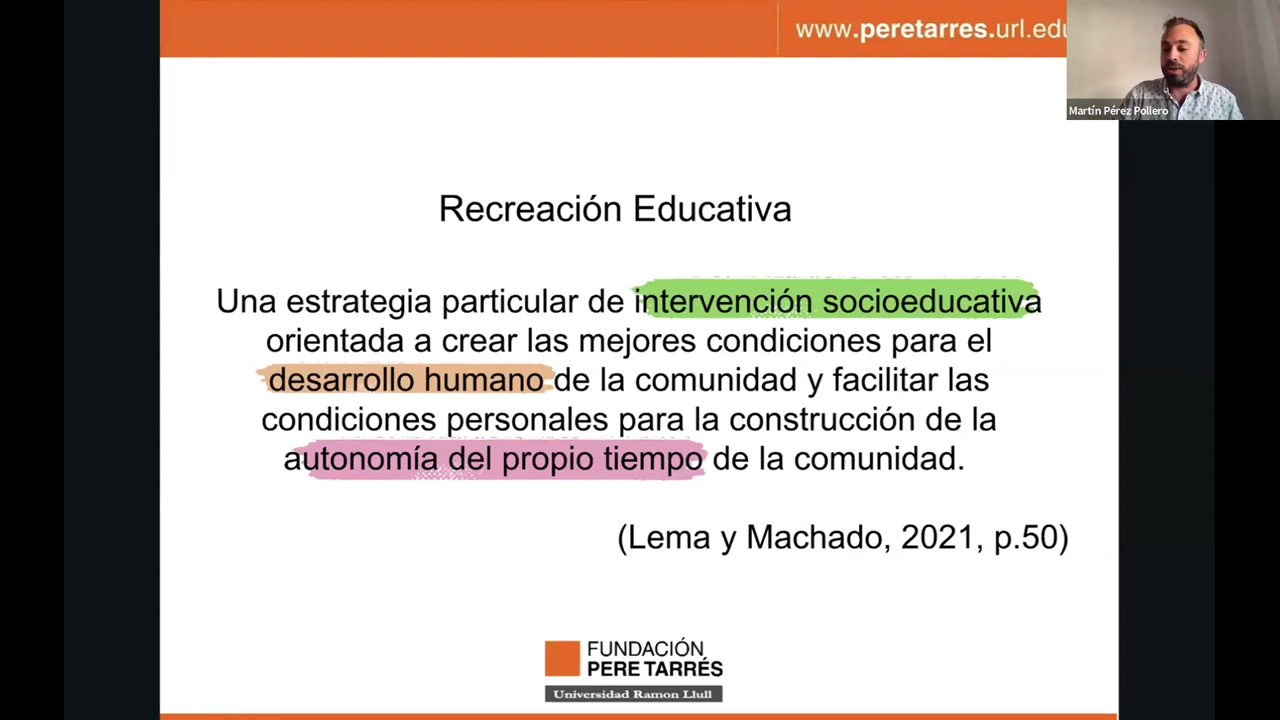 www.peretarres.url.edu
Martín Pérez Pollero
Recreación Educativa
Una estrategia particular de intervención socioeducativa
orientada a crear las mejores condiciones para el
desarrollo humano de la comunidad y facilitar las
condiciones personales para la construcción de la
autonomía del propio tiempo de la comunidad.
(Lema y Machado, 2021, p.50)
FUNDACIÓN
PERE TARRÉS
Universidad Ramon Llull